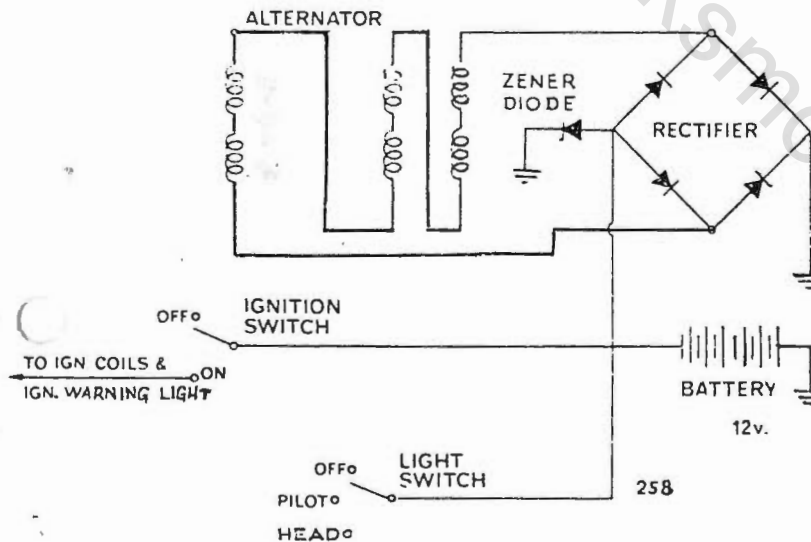 ALTERNATOR
ZENER
DIODE
RECTIFIER
IGNITION
SWITCH
OFF
TO IGN COILS &
ON
IGN. WARNING LIGHT
BATTERY
12v.
LIGHT
SWITCH
OFF
PILOT
258
HEAD
ksmo